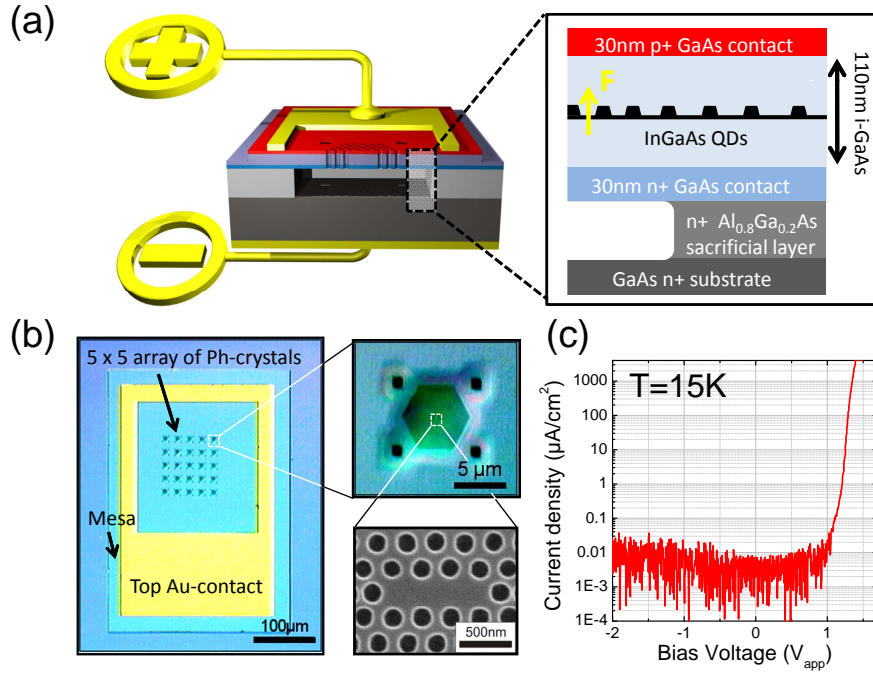 (a)
30nm p+ GaAs contact
F
InGaAs QDs
110nm i-GaAs
30nm n+ GaAs contact
n+ Al0.8Ga0.2As
sacrificial layer
GaAs n+ substrate
(b)
5 x 5 array of Ph-crystals
Mesa
Top Au-contact
100μm
5 μm
500nm
(c)
T=15K
Current density (μA/cm²)
1000
100
10
1
0.1
0.01
1E-3
1E-4
-2
-1
0
1
Bias Voltage (Vapp)